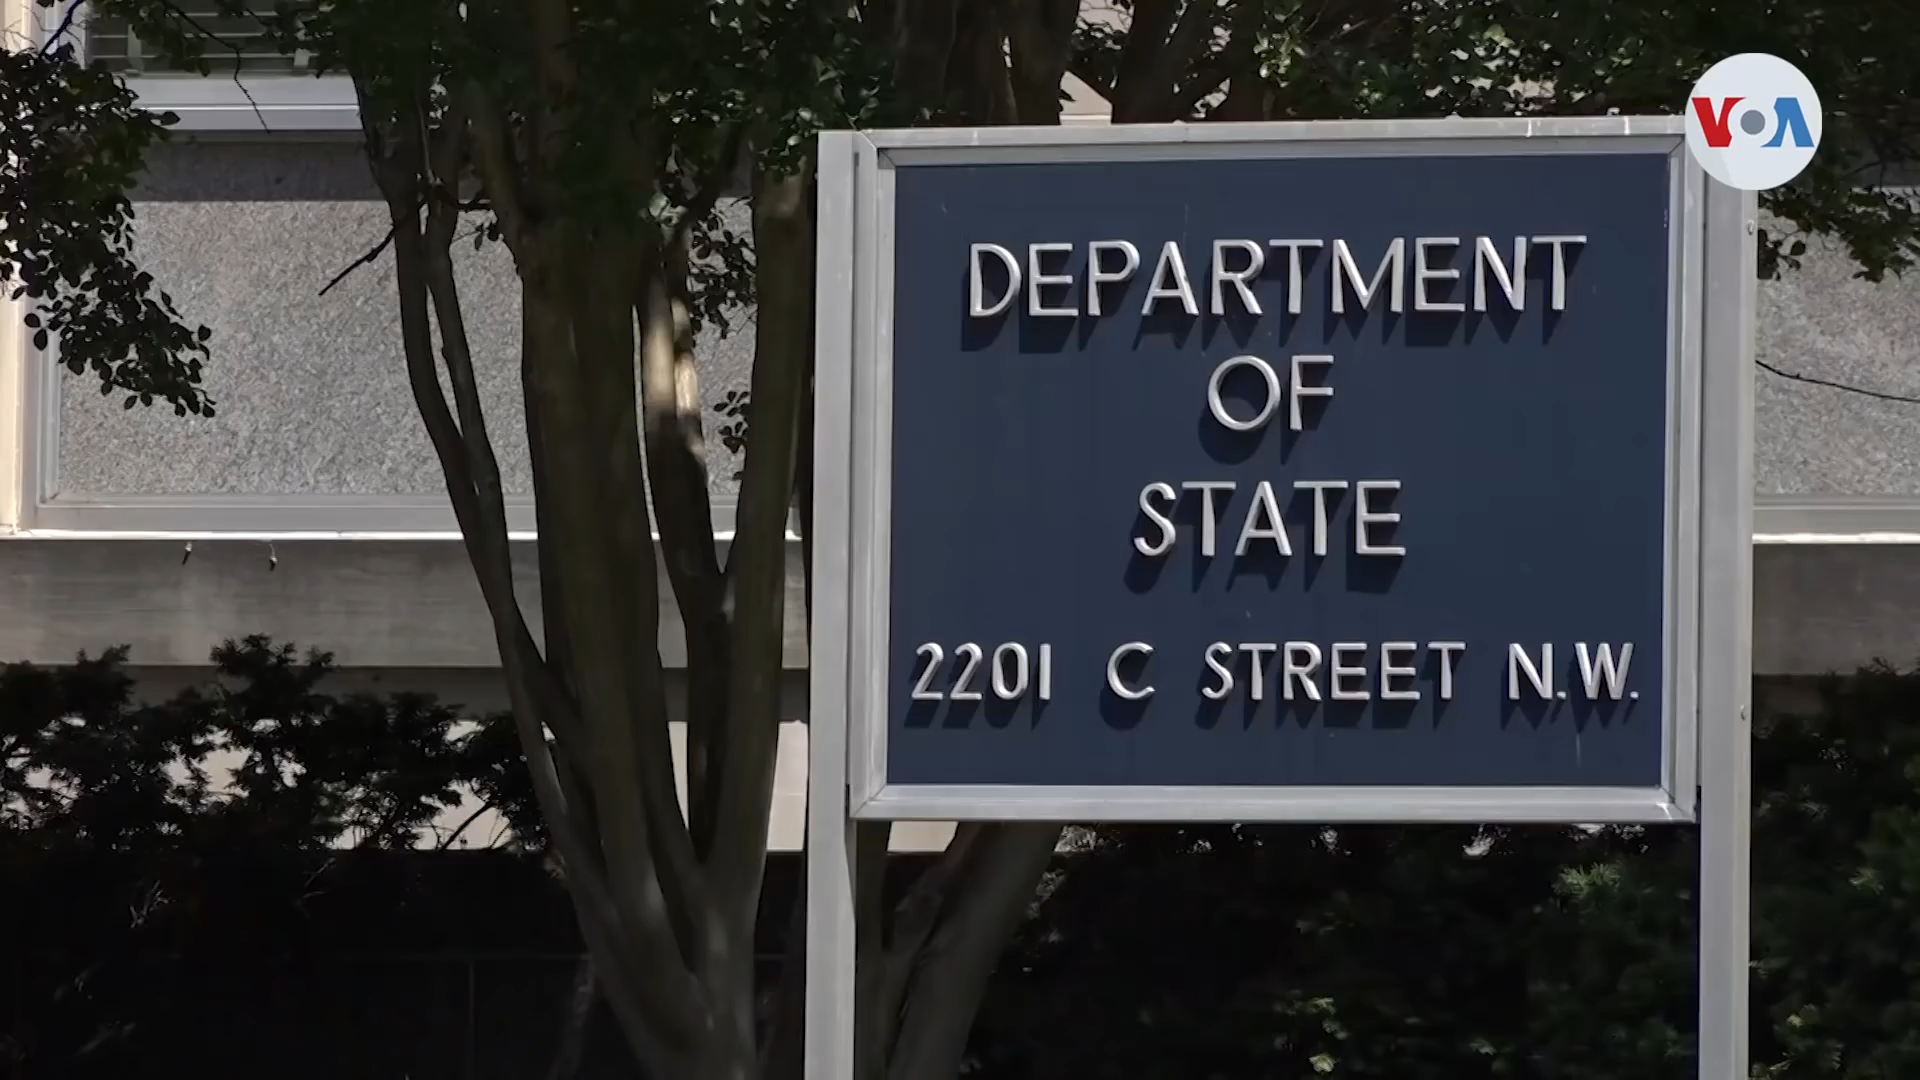 VOA
DEPARTMENT
OF
STATE
2201 C STREET N.W.